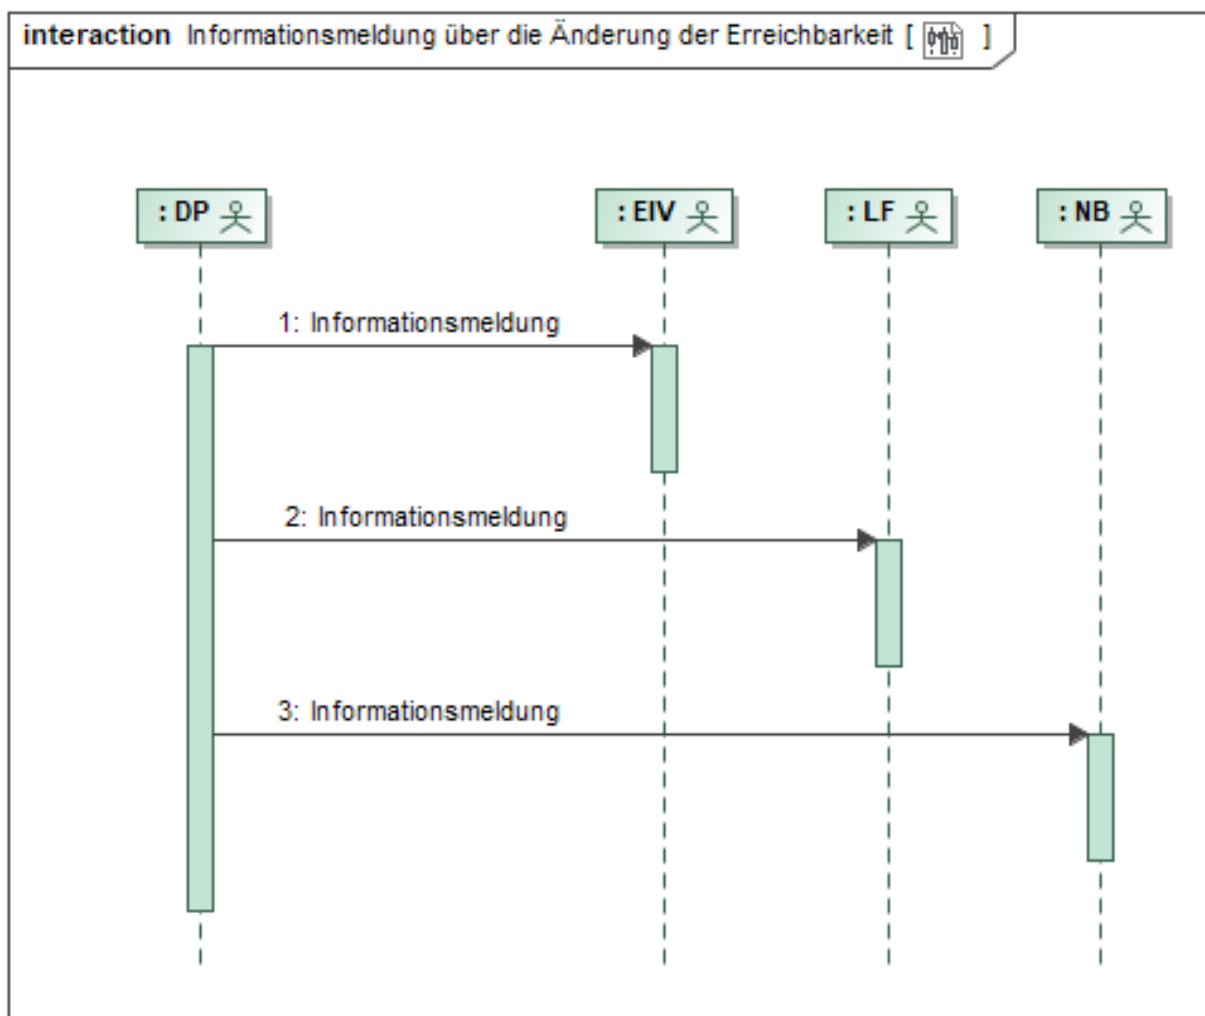 interaction Informationsmeldung über die Änderung der Erreichbarkeit [ ]
: DP : EIV : LF : NB
1: Informationsmeldung
2: Informationsmeldung
3: Informationsmeldung